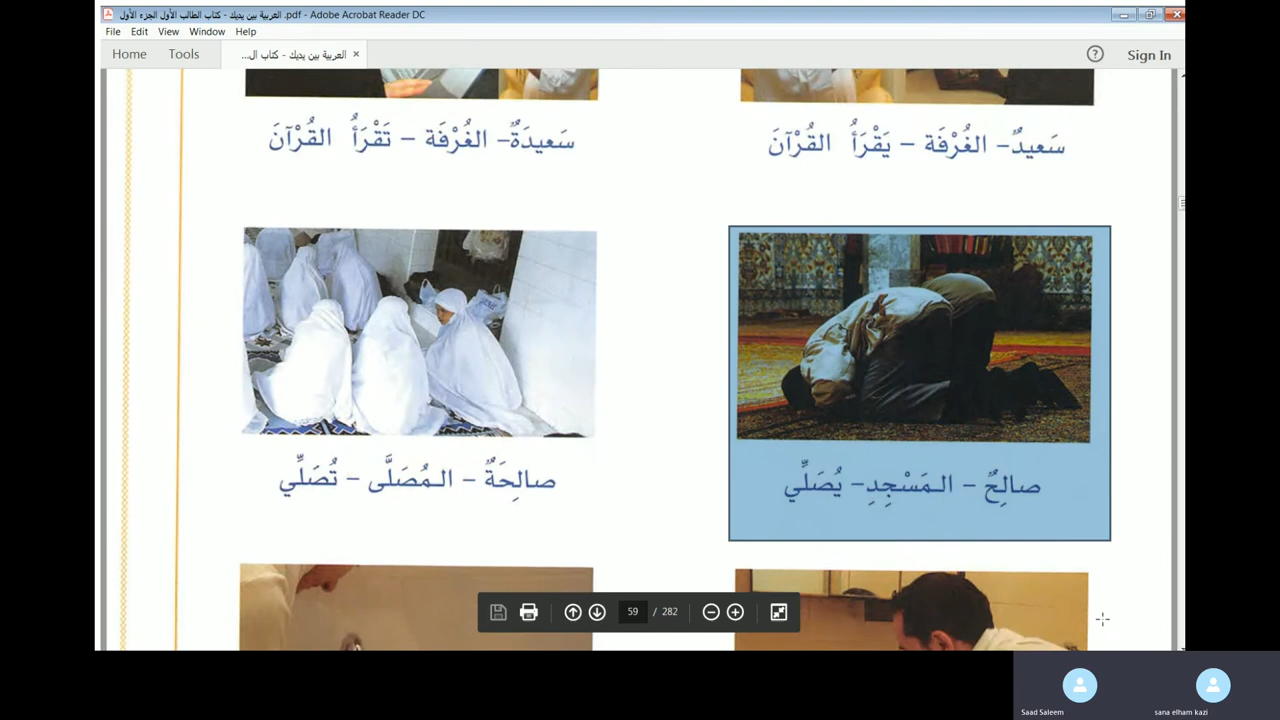 العربية بين يديك - كتاب الطالب الأول الجزء الأول.pdf - Adobe Acrobat Reader DC
File Edit View Window Help
Home Tools العربية بين يديك - كتاب ال... × ? Sign In
سَعيدٌ– الغُرْفَة – يَقْرَأُ القُرْآنَ
سَعيدَةٌ– الغُرْفَة – تَقْرَأُ القُرْآنَ
صالِحٌ – الـمَسْجِدِ– يُصَلِّي
صالِحَةٌ – الـمُصَلَّى – تُصَلِّي
59 / 282
Saad Saleem
sana elham kazi